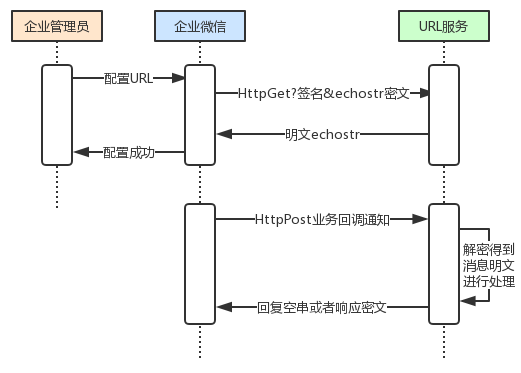 企业管理员
企业微信
URL服务
配置URL
HttpGet?签名&echostr密文
明文echostr
配置成功
HttpPost业务回调通知
解密得到
消息明文
进行处理
回复空串或者响应密文